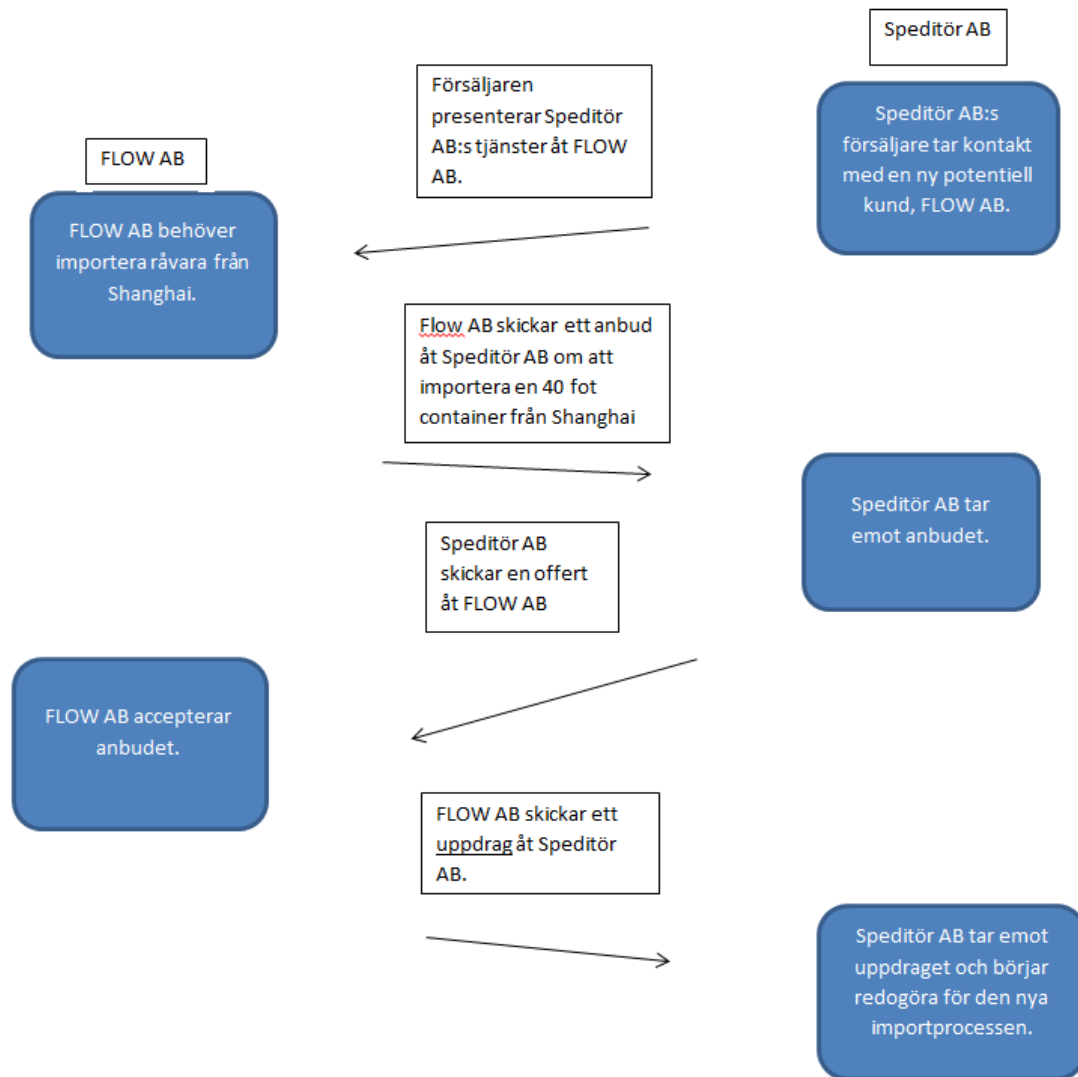 Speditör AB
Speditör AB:s
försäljare tar kontakt
med en ny potentiell
kund, FLOW AB.
Försäljaren
presenterar Speditör
AB:s tjänster åt FLOW
AB.
FLOW AB
FLOW AB behöver
importera råvara från
Shanghai.
Flow AB skickar ett anbud
åt Speditör AB om att
importera en 40 fot
container från Shanghai
Speditör AB tar
emot anbudet.
Speditör AB
skickar en offert
åt FLOW AB
FLOW AB accepterar
anbudet.
FLOW AB skickar ett
uppdrag åt Speditör
AB.
Speditör AB tar emot
uppdraget och börjar
redogöra för den nya
importprocessen.